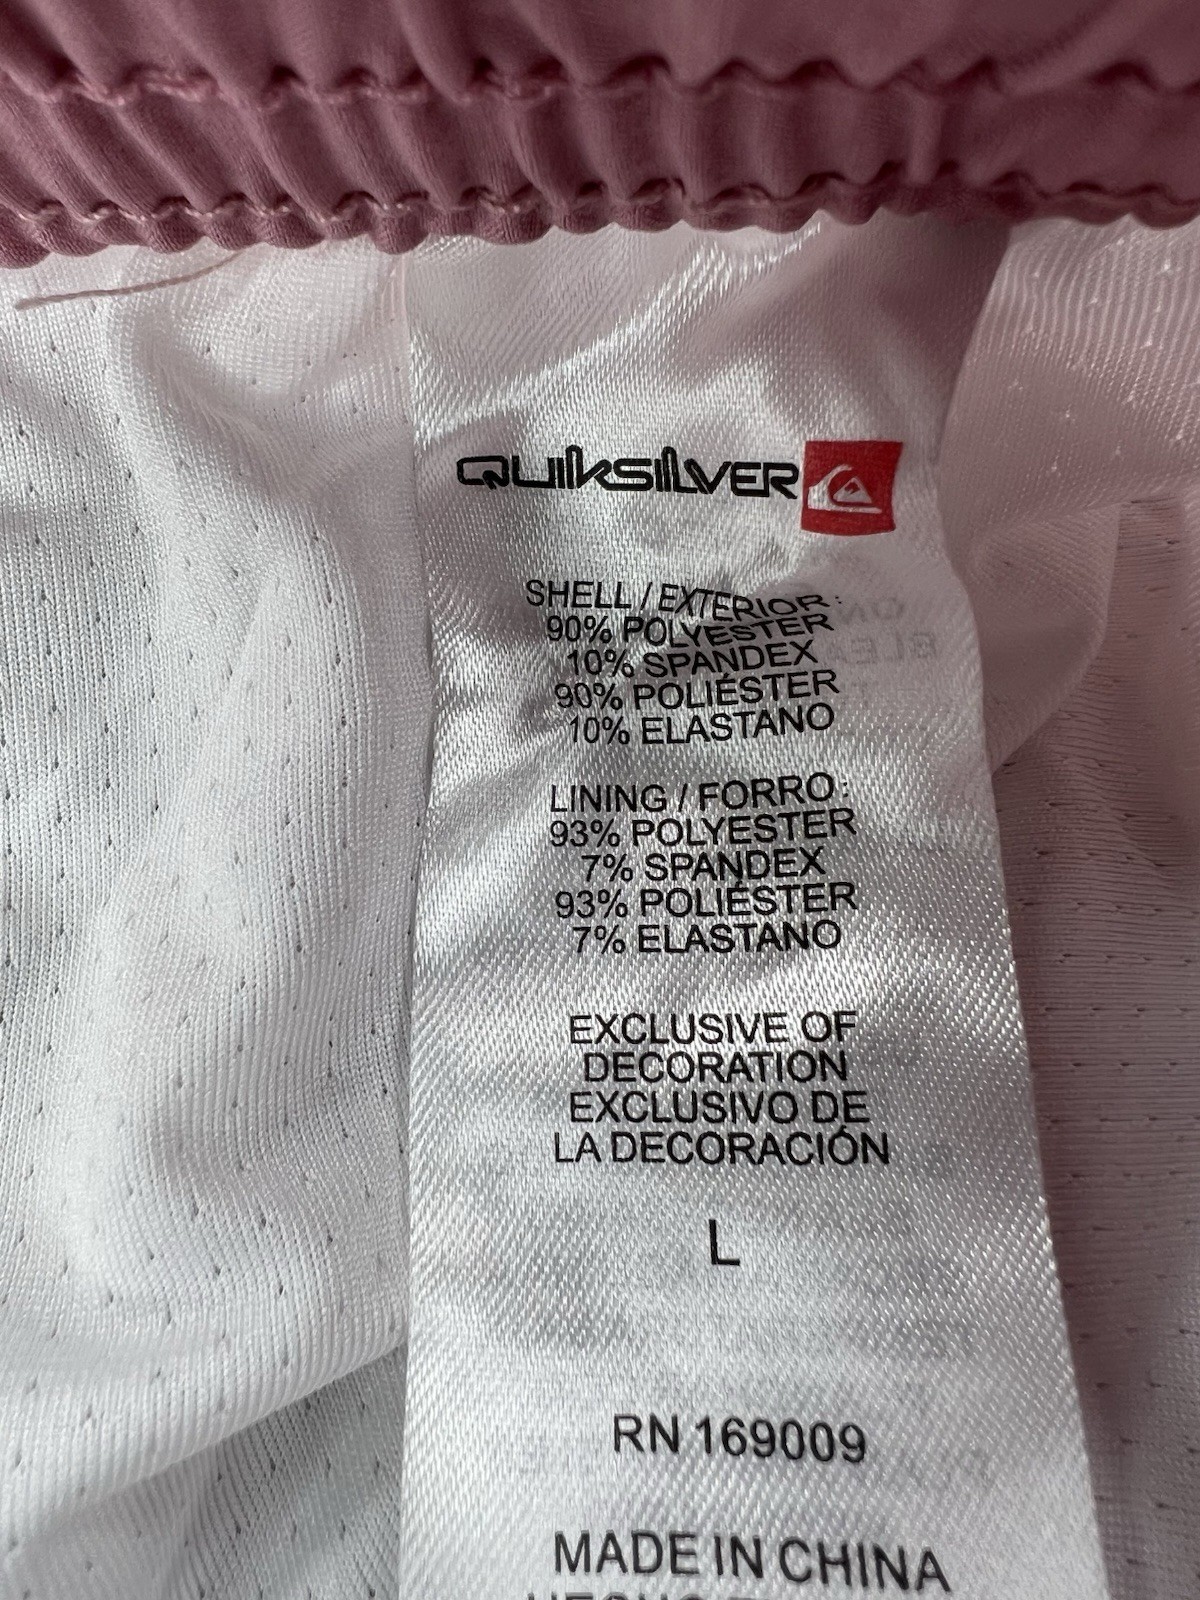 QUIKSILVER
SHELL / EXTERIOR:
90% POLYESTER
10% SPANDEX
90% POLIÉSTER
10% ELASTANO
LINING / FORRO:
93% POLYESTER
7% SPANDEX
93% POLIÉSTER
7% ELASTANO
EXCLUSIVE OF
DECORATION
EXCLUSIVO DE
LA DECORACIÓN
L
RN 169009
MADE IN CHINA